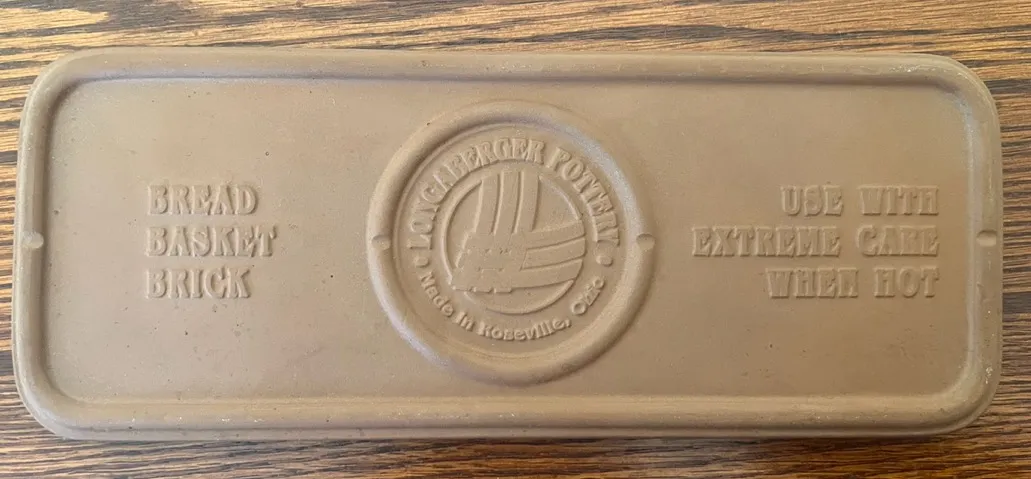 BREAD
BASKET
BRICK
LONGABERGER POTTERY
Made in Roseville, Ohio
USE WITH
EXTREME CARE
WHEN HOT